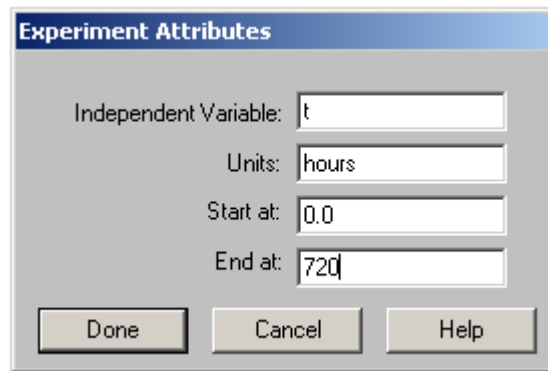 Experiment Attributes
Independent Variable: t
Units: hours
Start at: 0.0
End at: 720
Done Cancel Help